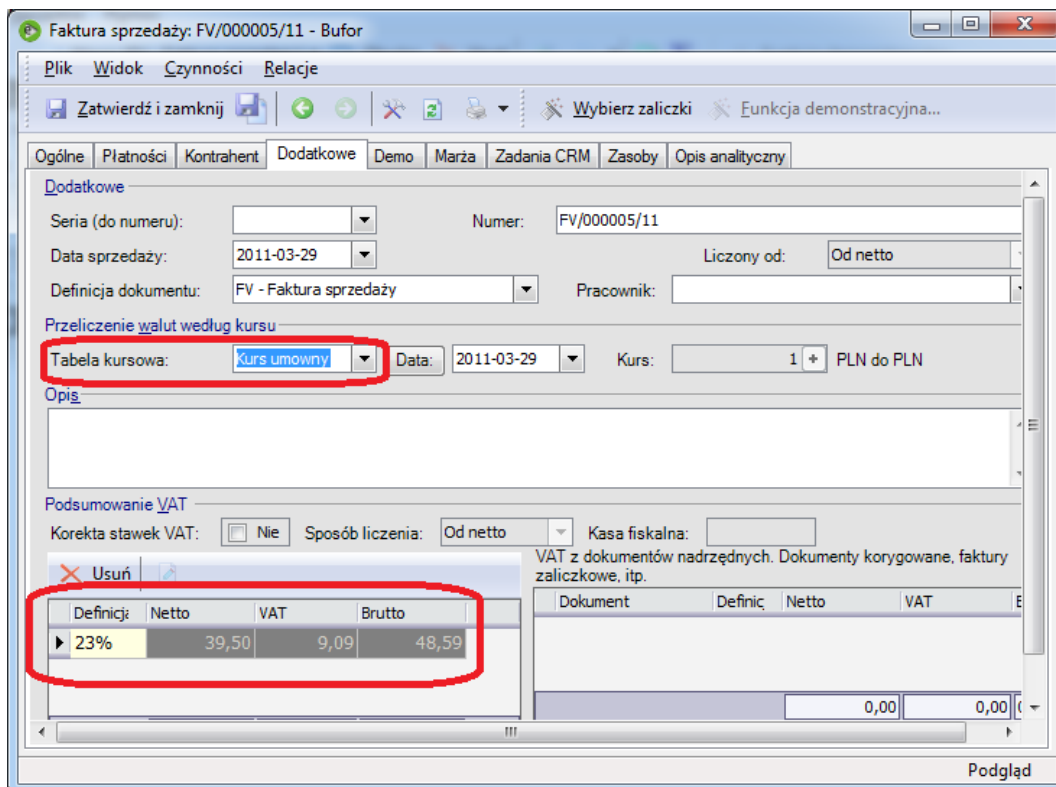 Faktura sprzedaży: FV/000005/11 - Bufor
Plik Widok Czynności Relacje
Zatwierdź i zamknij Wybierz zaliczki Funkcja demonstracyjna...
Ogólne Płatności Kontrahent Dodatkowe Demo Marża Zadania CRM Zasoby Opis analityczny
Dodatkowe
Seria (do numeru): Numer: FV/000005/11
Data sprzedaży: 2011-03-29 Liczony od: Od netto
Definicja dokumentu: FV - Faktura sprzedaży Pracownik:
Przeliczenie walut według kursu
Tabela kursowa: Kurs umowny Data: 2011-03-29 Kurs: 1 + PLN do PLN
Opis
Podsumowanie VAT
Korekta stawek VAT: Nie Sposób liczenia: Od netto Kasa fiskalna:
VAT z dokumentów nadrzędnych. Dokumenty korygowane, faktury
zaliczkowe, itp.
Usuń
Definicja Netto VAT Brutto
23% 39,50 9,09 48,59
Dokument Definic Netto VAT
0,00 0,00
Podgląd